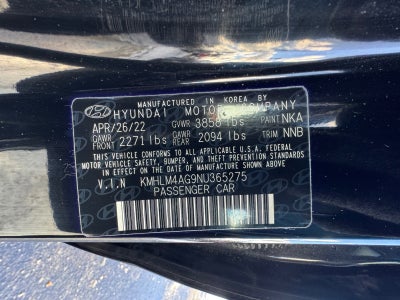 MANUFACTURED IN KOREA BY
HYUNDAI MOTOR COMPANY
APR/26/22 GVWR 3858 lbs PAINT NKA
GAWR FRONT 2271 lbs GAWR REAR 2094 lbs TRIM NNB
THIS VEHICLE CONFORMS TO ALL APPLICABLE U.S. FEDERAL
MOTOR VEHICLE SAFETY, BUMPER, AND THEFT PREVENTION
STANDARDS IN EFFECT ON THE DATE OF MANUFACTURE SHOWN ABOVE
V.I.N KMHLM4AG9NU365275
PASSENGER CAR